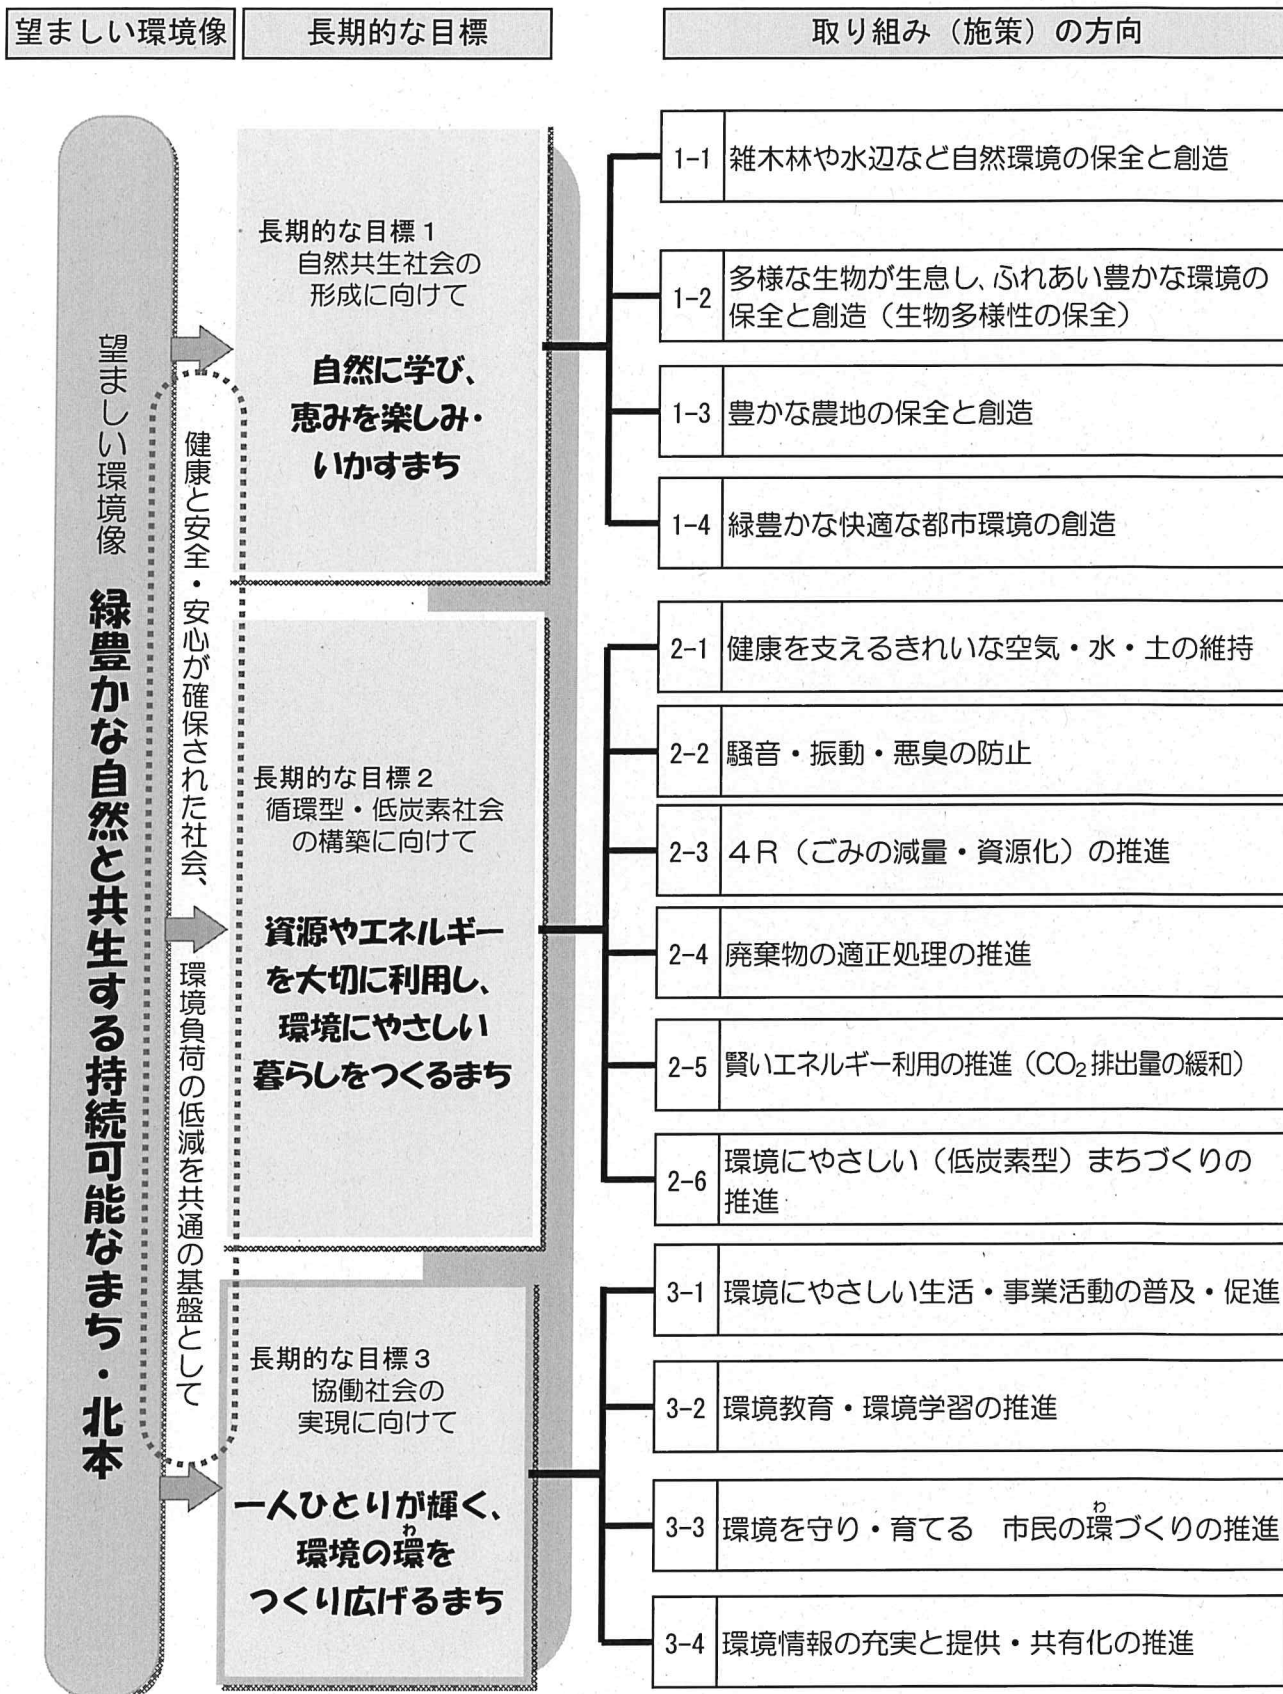 望ましい環境像
長期的な目標
取り組み（施策）の方向
望ましい環境像　緑豊かな自然と共生する持続可能なまち・北本
健康と安全・安心が確保された社会、環境負荷の低減を共通の基盤として
長期的な目標１
自然共生社会の
形成に向けて
自然に学び、
恵みを楽しみ・
いかすまち
1-1 雑木林や水辺など自然環境の保全と創造
1-2 多様な生物が生息し、ふれあい豊かな環境の
保全と創造（生物多様性の保全）
1-3 豊かな農地の保全と創造
1-4 緑豊かな快適な都市環境の創造
長期的な目標２
循環型・低炭素社会
の構築に向けて
資源やエネルギー
を大切に利用し、
環境にやさしい
暮らしをつくるまち
2-1 健康を支えるきれいな空気・水・土の維持
2-2 騒音・振動・悪臭の防止
2-3 ４Ｒ（ごみの減量・資源化）の推進
2-4 廃棄物の適正処理の推進
2-5 賢いエネルギー利用の推進（CO₂排出量の緩和）
2-6 環境にやさしい（低炭素型）まちづくりの
推進
長期的な目標３
協働社会の
実現に向けて
一人ひとりが輝く、
わ
環境の環を
つくり広げるまち
3-1 環境にやさしい生活・事業活動の普及・促進
3-2 環境教育・環境学習の推進
わ
3-3 環境を守り・育てる　市民の環づくりの推進
3-4 環境情報の充実と提供・共有化の推進